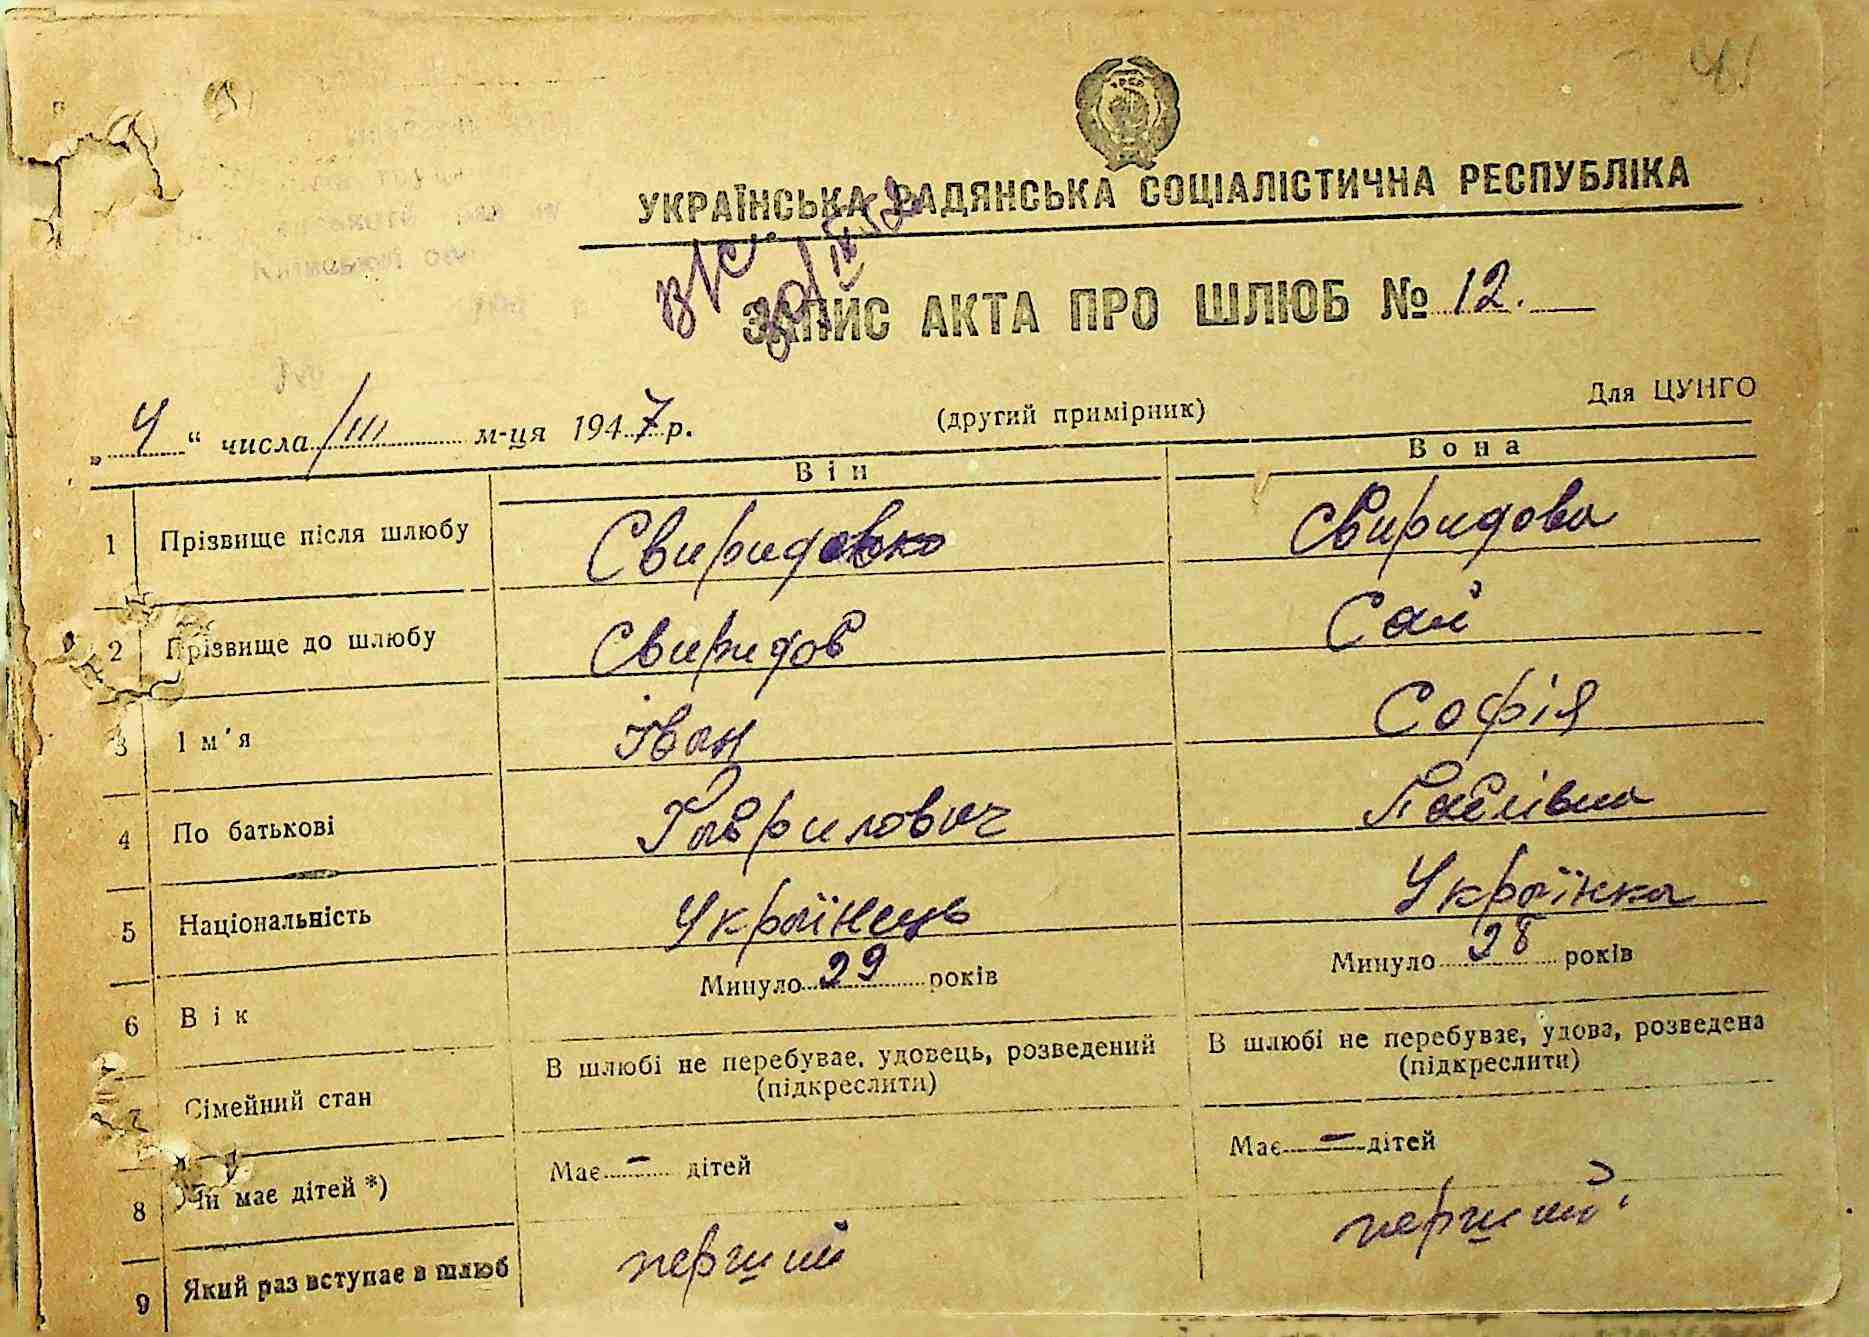 УКРАЇНСЬКА РАДЯНСЬКА СОЦІАЛІСТИЧНА РЕСПУБЛІКА
ЗАПИС АКТА ПРО ШЛЮБ № 12.
Для ЦУНГО
„ 4 “ числа /III м-ця 1947 р. (другий примірник)
Він Вона
1 Прізвище після шлюбу Свиридов Свиридова
2 Прізвище до шлюбу Свиридов Сай
3 Ім'я Іван Софія
4 По батькові Гаврилович Павлівна
5 Національність Українець Українка
6 Вік Минуло 29 років Минуло 28 років
7 Сімейний стан В шлюбі не перебуває, удовець, розведений (підкреслити) В шлюбі не перебуває, удова, розведена (підкреслити)
8 Чи має дітей *) Має - дітей Має - дітей
9 Який раз вступає в шлюб перший перший